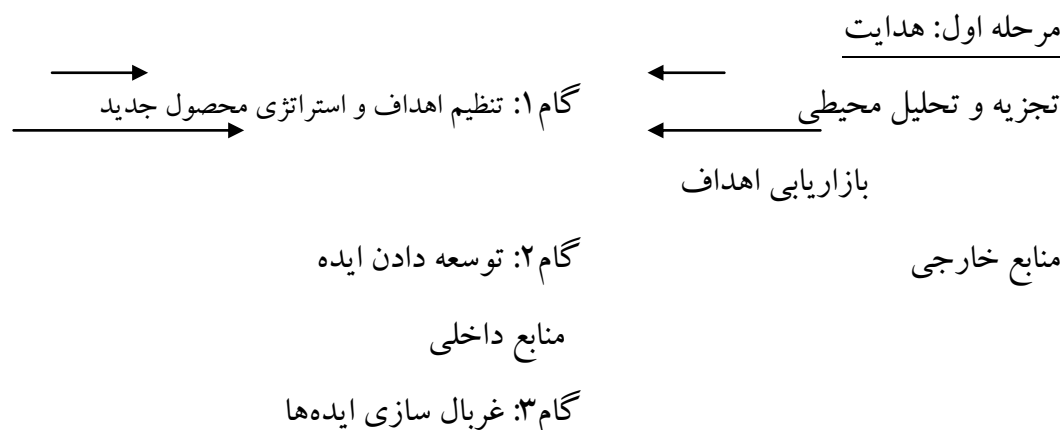 مرحله اول: هدایت
تجزیه و تحلیل محیطی
گام۱: تنظیم اهداف و استراتژی محصول جدید
بازاریابی اهداف
منابع خارجی
گام۲: توسعه دادن ایده
منابع داخلی
گام۳: غربال سازی ایده‌ها